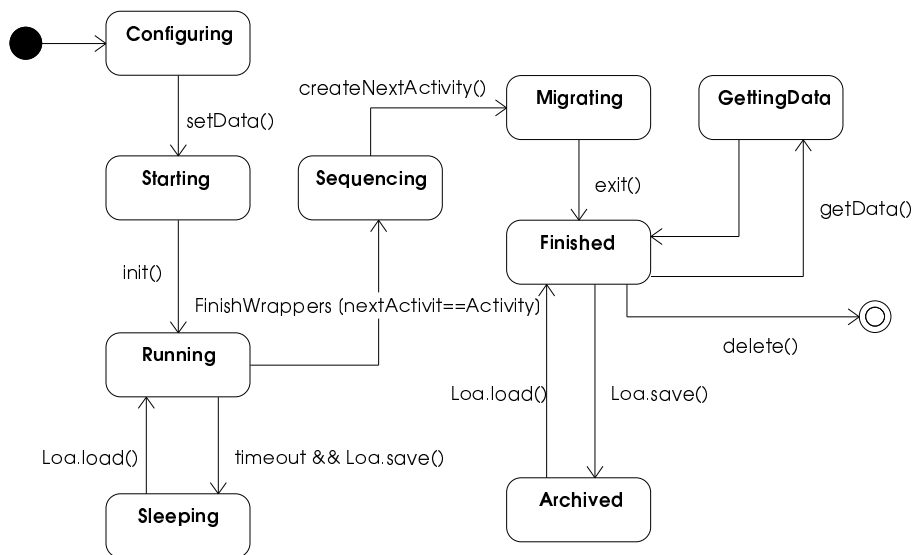 Configuring
setData()
createNextActivity()
Migrating
GettingData
Starting
Sequencing
exit()
getData()
Finished
init()
FinishWrappers [nextActivit==Activity]
Running
delete()
Loa.load()
Loa.save()
Loa.load()
timeout && Loa.save()
Sleeping
Archived